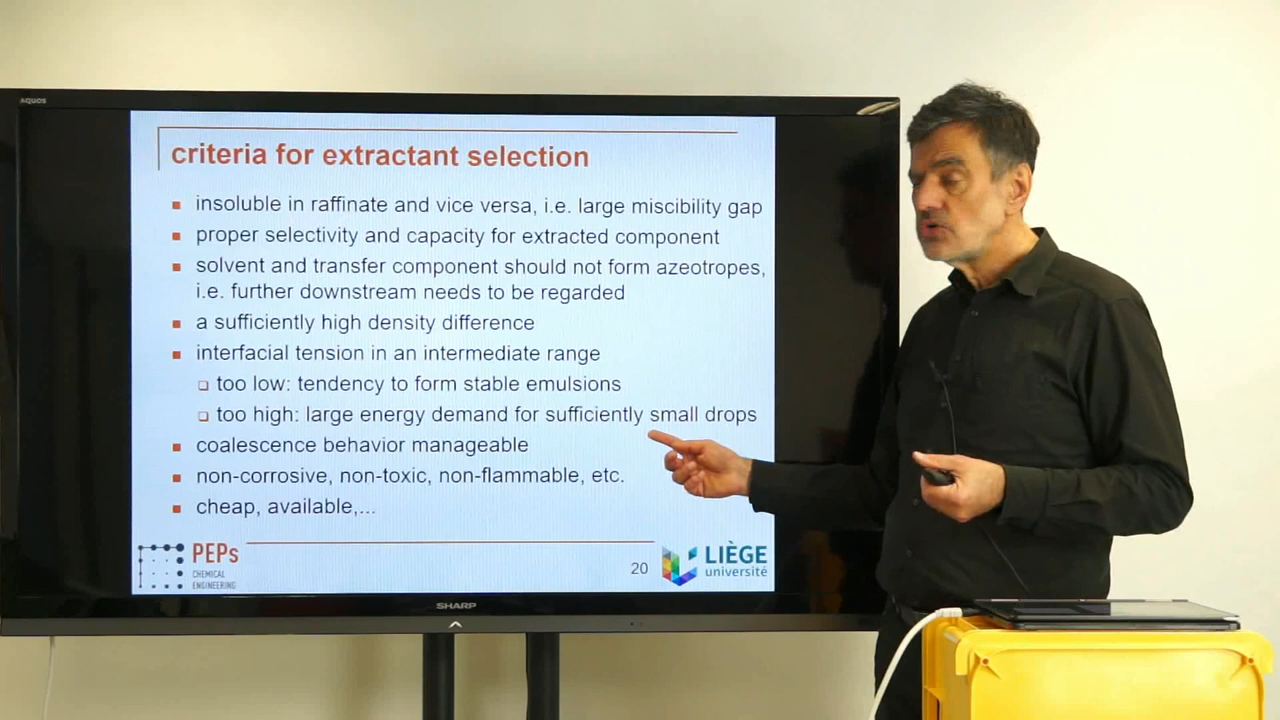 AQUOS
criteria for extractant selection
insoluble in raffinate and vice versa, i.e. large miscibility gap
proper selectivity and capacity for extracted component
solvent and transfer component should not form azeotropes,
i.e. further downstream needs to be regarded
a sufficiently high density difference
interfacial tension in an intermediate range
too low: tendency to form stable emulsions
too high: large energy demand for sufficiently small drops
coalescence behavior manageable
non-corrosive, non-toxic, non-flammable, etc.
cheap, available,...
PEPs
CHEMICAL
ENGINEERING
20
LIÈGE
université
SHARP